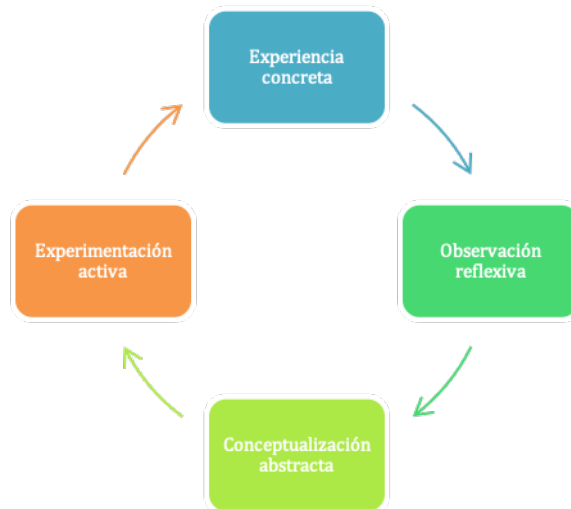 Experiencia
concreta
Observación
reflexiva
Conceptualización
abstracta
Experimentación
activa